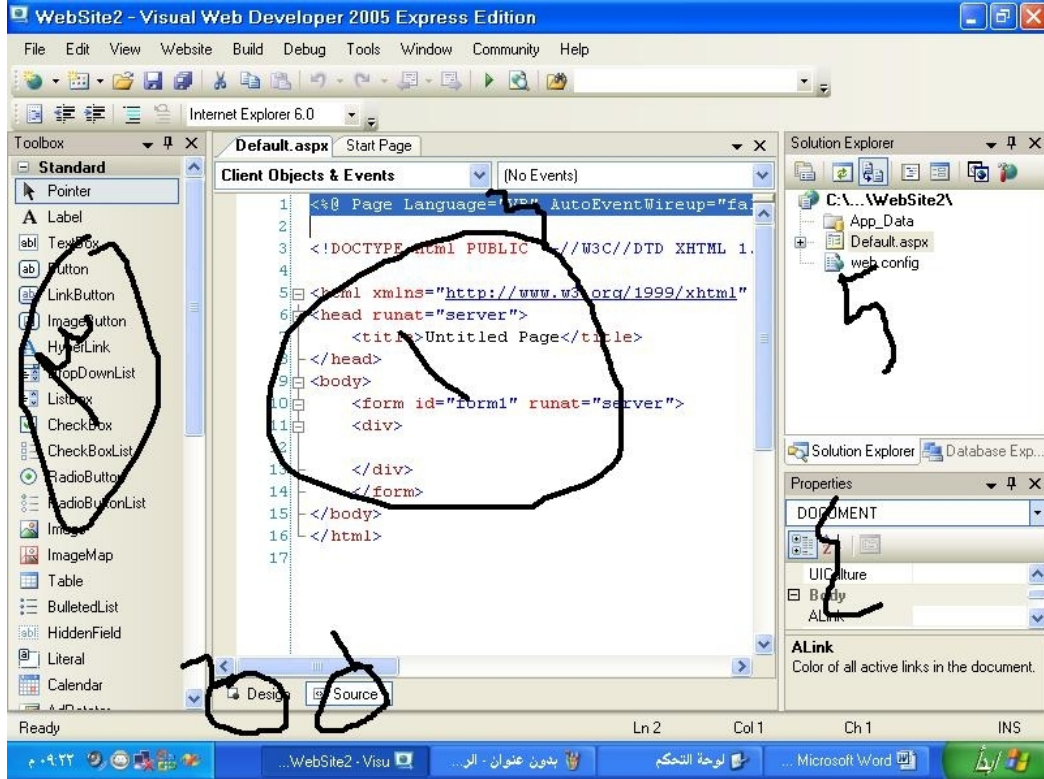 WebSite2 - Visual Web Developer 2005 Express Edition
File Edit View Website Build Debug Tools Window Community Help
Internet Explorer 6.0
Toolbox
Standard
Pointer
Label
TextBox
Button
LinkButton
ImageButton
HyperLink
DropDownList
ListBox
CheckBox
CheckBoxList
RadioButton
RadioButtonList
Image
ImageMap
Table
BulletedList
HiddenField
Literal
Calendar
AdRotator
Default.aspx Start Page
Client Objects & Events (No Events)
1 <%@ Page Language="VB" AutoEventWireup="fa
2
3 <!DOCTYPE html PUBLIC "-//W3C//DTD XHTML 1.
4
5 <html xmlns="http://www.w3.org/1999/xhtml"
6 <head runat="server">
7 <title>Untitled Page</title>
8 </head>
9 <body>
10 <form id="form1" runat="server">
11 <div>
12
13 </div>
14 </form>
15 </body>
16 </html>
17
Design Source
Solution Explorer
C:\...\WebSite2\
App_Data
Default.aspx
web.config
Solution Explorer Database Exp...
Properties
DOCUMENT
UICulture
Body
ALink
ALink
Color of all active links in the document.
Ready Ln 2 Col 1 Ch 1 INS
ابدأ
... Microsoft Word
لوحة التحكم
بدون عنوان - الر...
...WebSite2 - Visu
٠٩:٢٢ م